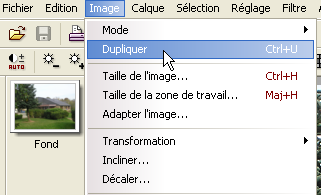 Fichier Edition Image Calque Sélection Réglage Filtre
Mode
Dupliquer Ctrl+U
AUTO
Taille de l'image... Ctrl+H
Taille de la zone de travail... Maj+H
Adapter l'image...
Fond
Transformation
Incliner...
Décaler...